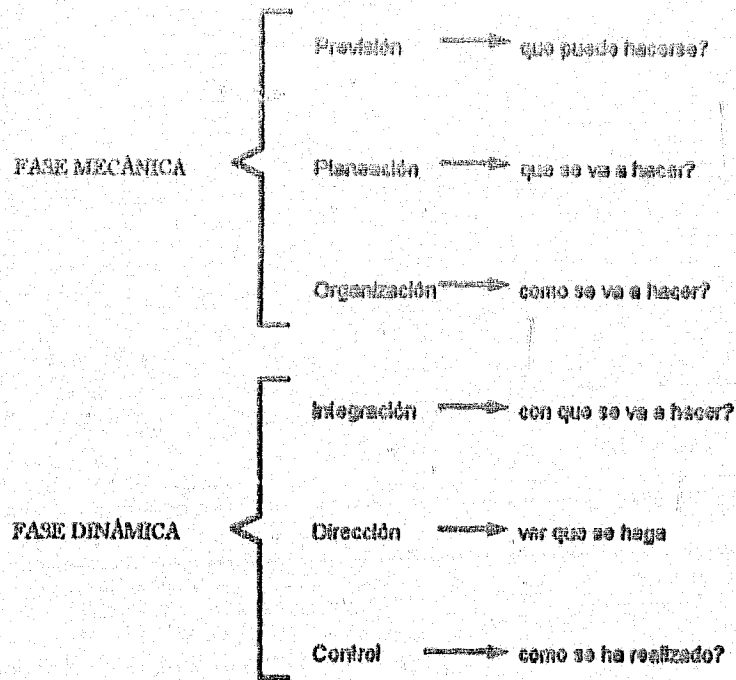 Previsión que puede hacerse?
FASE MECÁNICA Planeación que se va a hacer?
Organización como se va a hacer?
Integración con que se va a hacer?
FASE DINÁMICA Dirección ver que se haga
Control como se ha realizado?